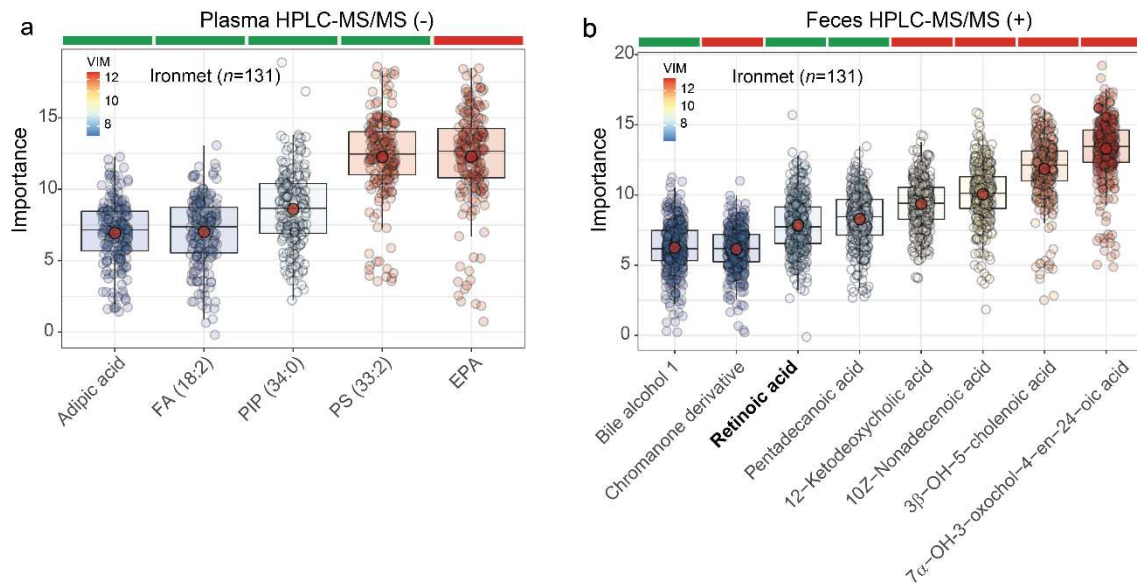 a
Plasma HPLC-MS/MS (-)
VIM
12
10
8
Ironmet (n=131)
Importance
15
10
5
0
Adipic acid
FA (18:2)
PIP (34:0)
PS (33:2)
EPA
b
Feces HPLC-MS/MS (+)
VIM
12
10
8
Ironmet (n=131)
Importance
20
15
10
5
0
Bile alcohol 1
Chromanone derivative
Retinoic acid
Pentadecanoic acid
12−Ketodeoxycholic acid
10Z−Nonadecenoic acid
3β−OH−5−cholenoic acid
7α−OH-3−oxochol−4−en−24−oic acid